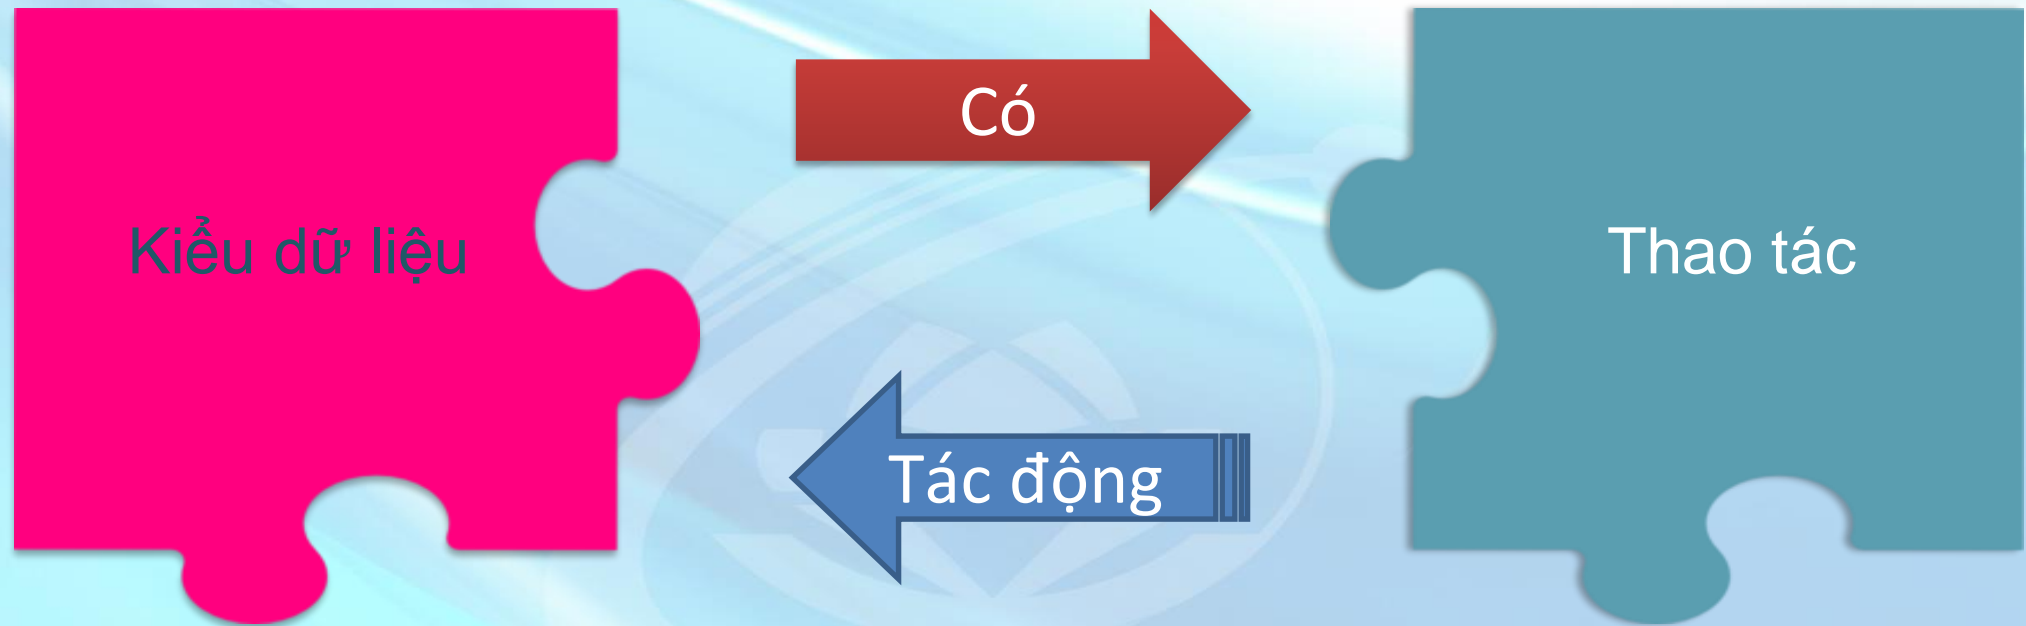 Có
Kiểu dữ liệu
Thao tác
Tác động